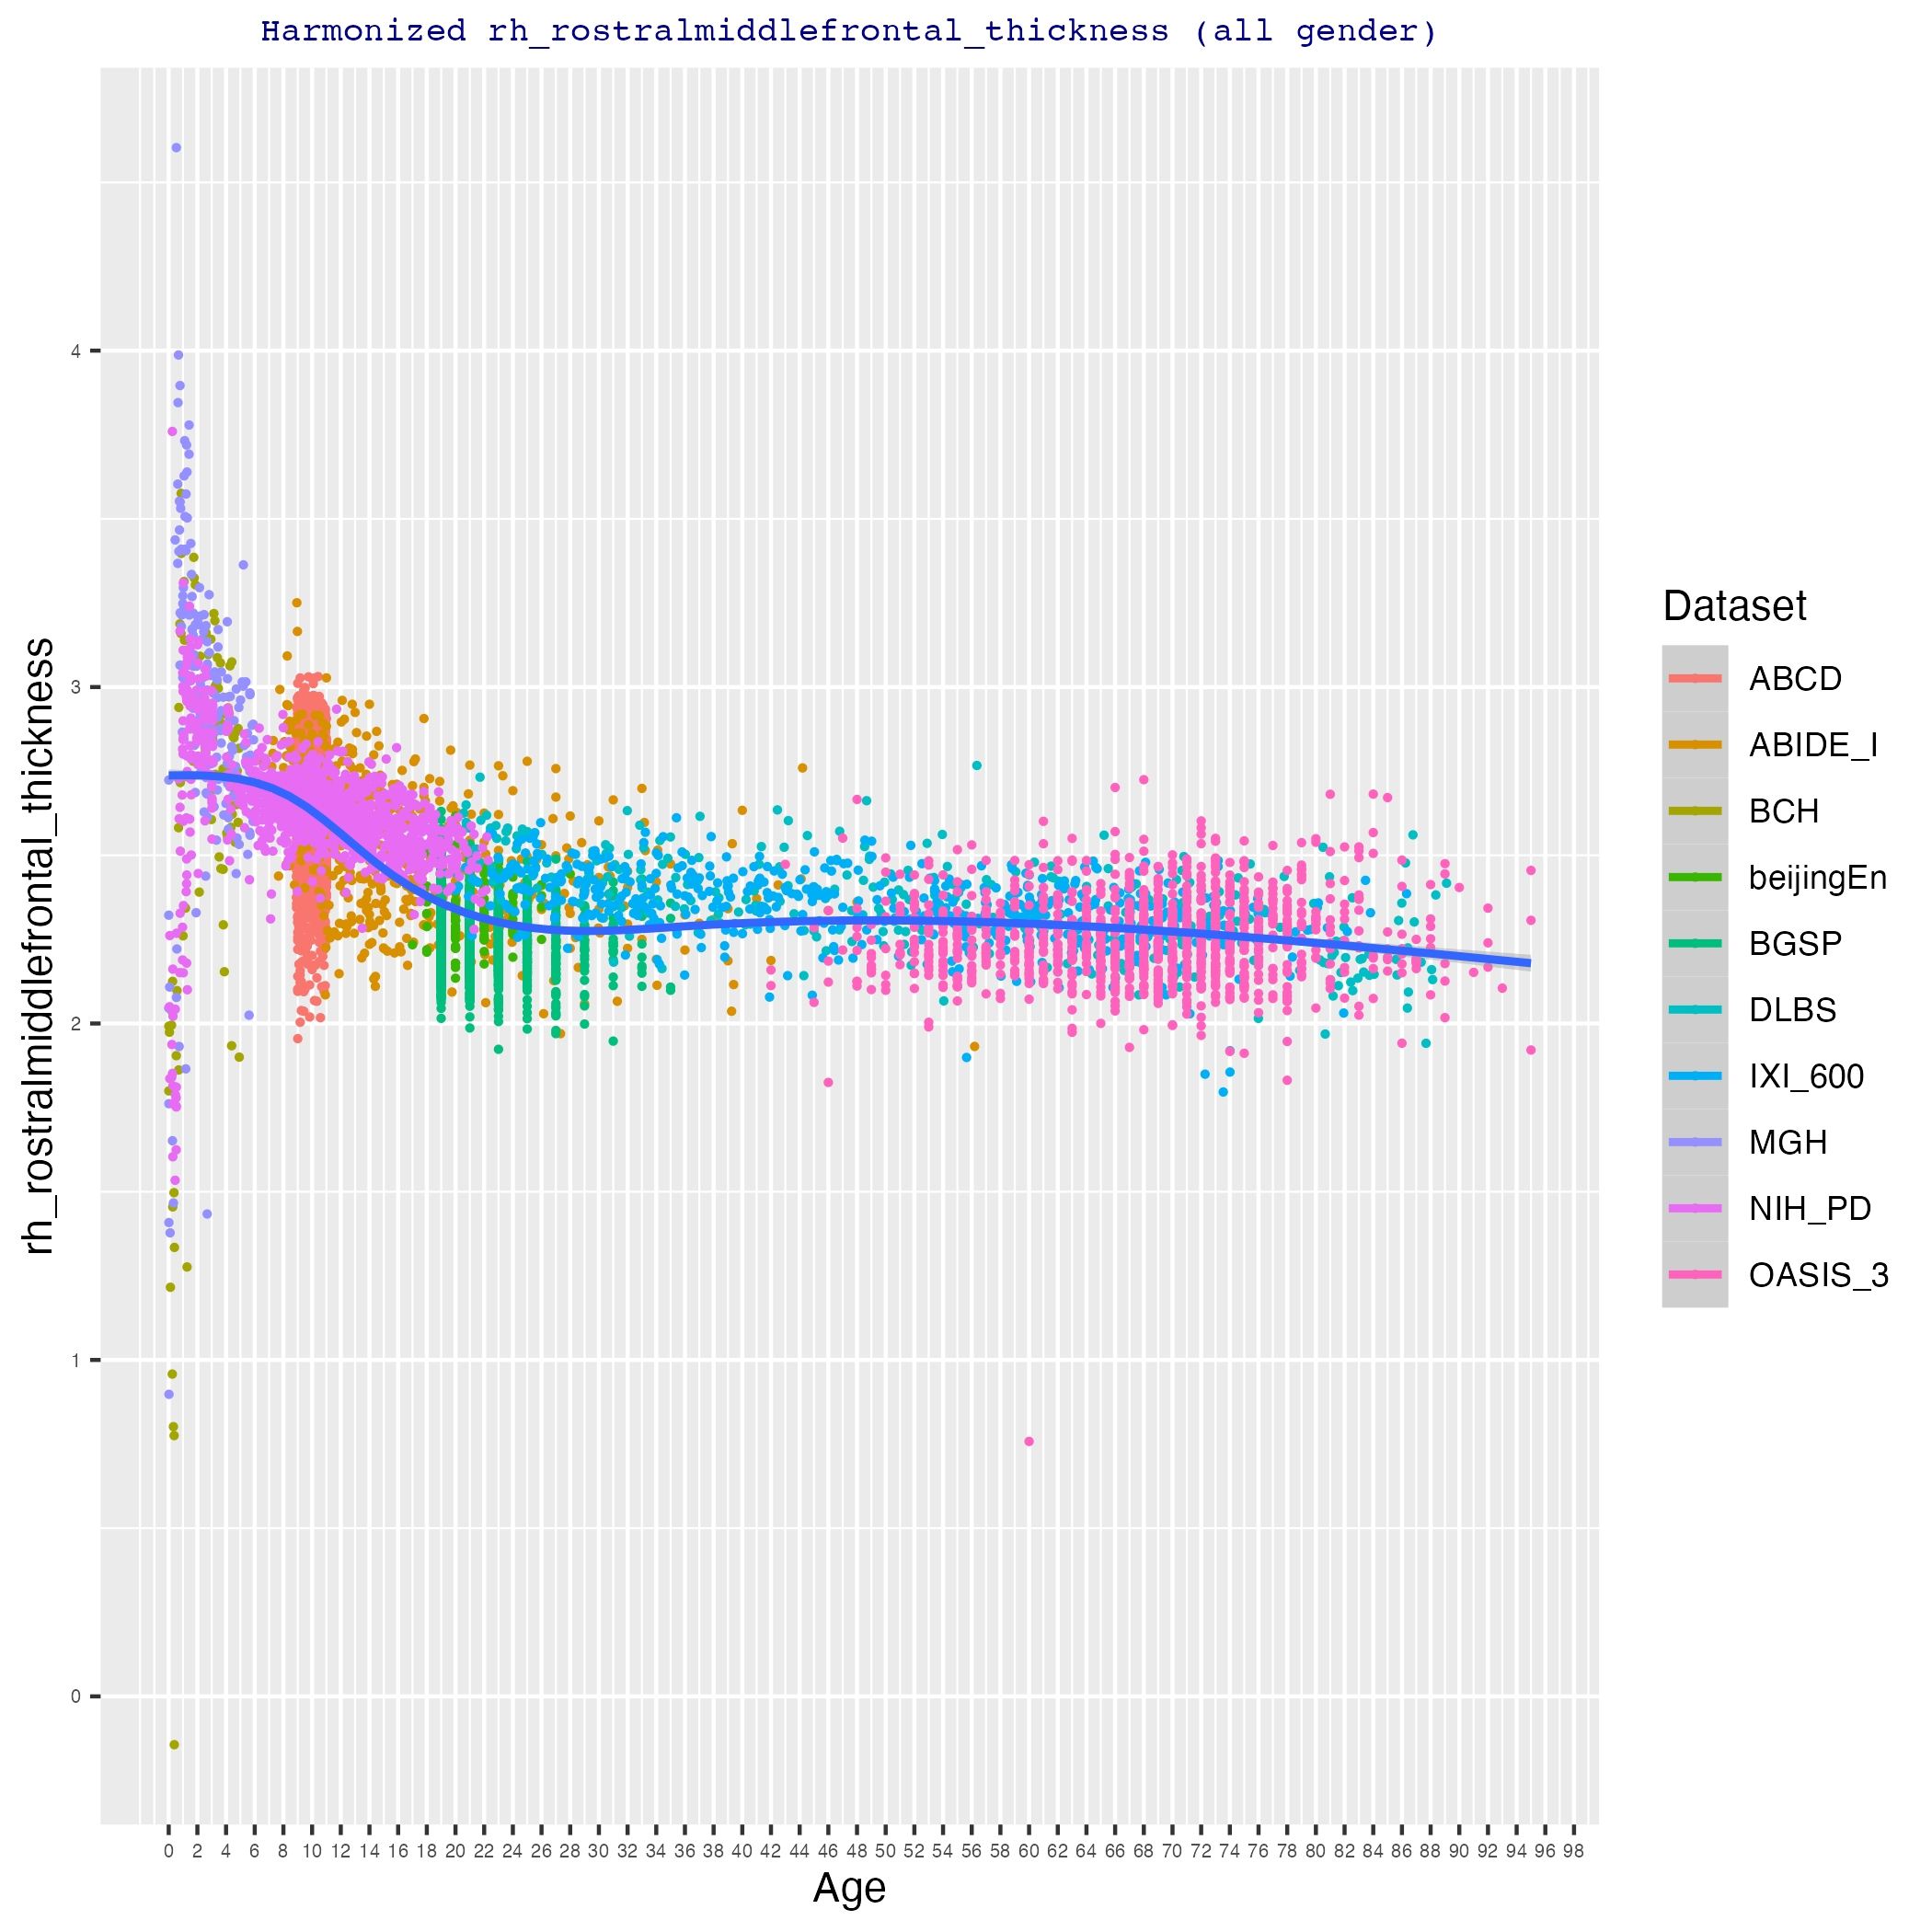 Harmonized rh_rostralmiddlefrontal_thickness (all gender)
rh_rostralmiddlefrontal_thickness
4
3
2
1
0
0 2 4 6 8 10 12 14 16 18 20 22 24 26 28 30 32 34 36 38 40 42 44 46 48 50 52 54 56 58 60 62 64 66 68 70 72 74 76 78 80 82 84 86 88 90 92 94 96 98
Age
Dataset
ABCD
ABIDE_I
BCH
beijingEn
BGSP
DLBS
IXI_600
MGH
NIH_PD
OASIS_3